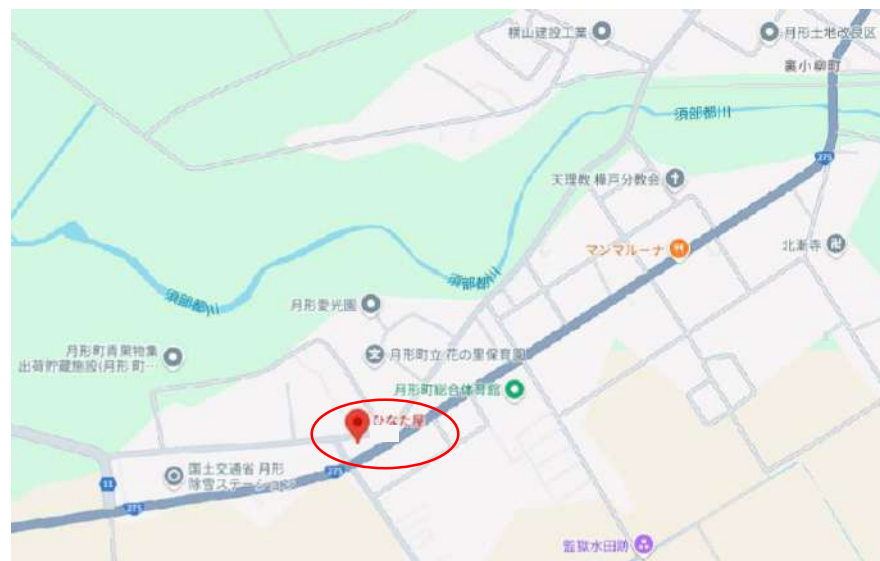 横山建設工業
月形土地改良区
裏小柳町
須部都川
275
天理教 樺戸分教会
マンマルーナ
北漸寺
須部都川
須部都川
月形愛光園
月形町青果物集
出荷貯蔵施設(月形町…
月形町立 花の里保育園
月形町総合体育館
ひなた屋
国土交通省 月形
除雪ステーション
275
11
275
監獄水田跡